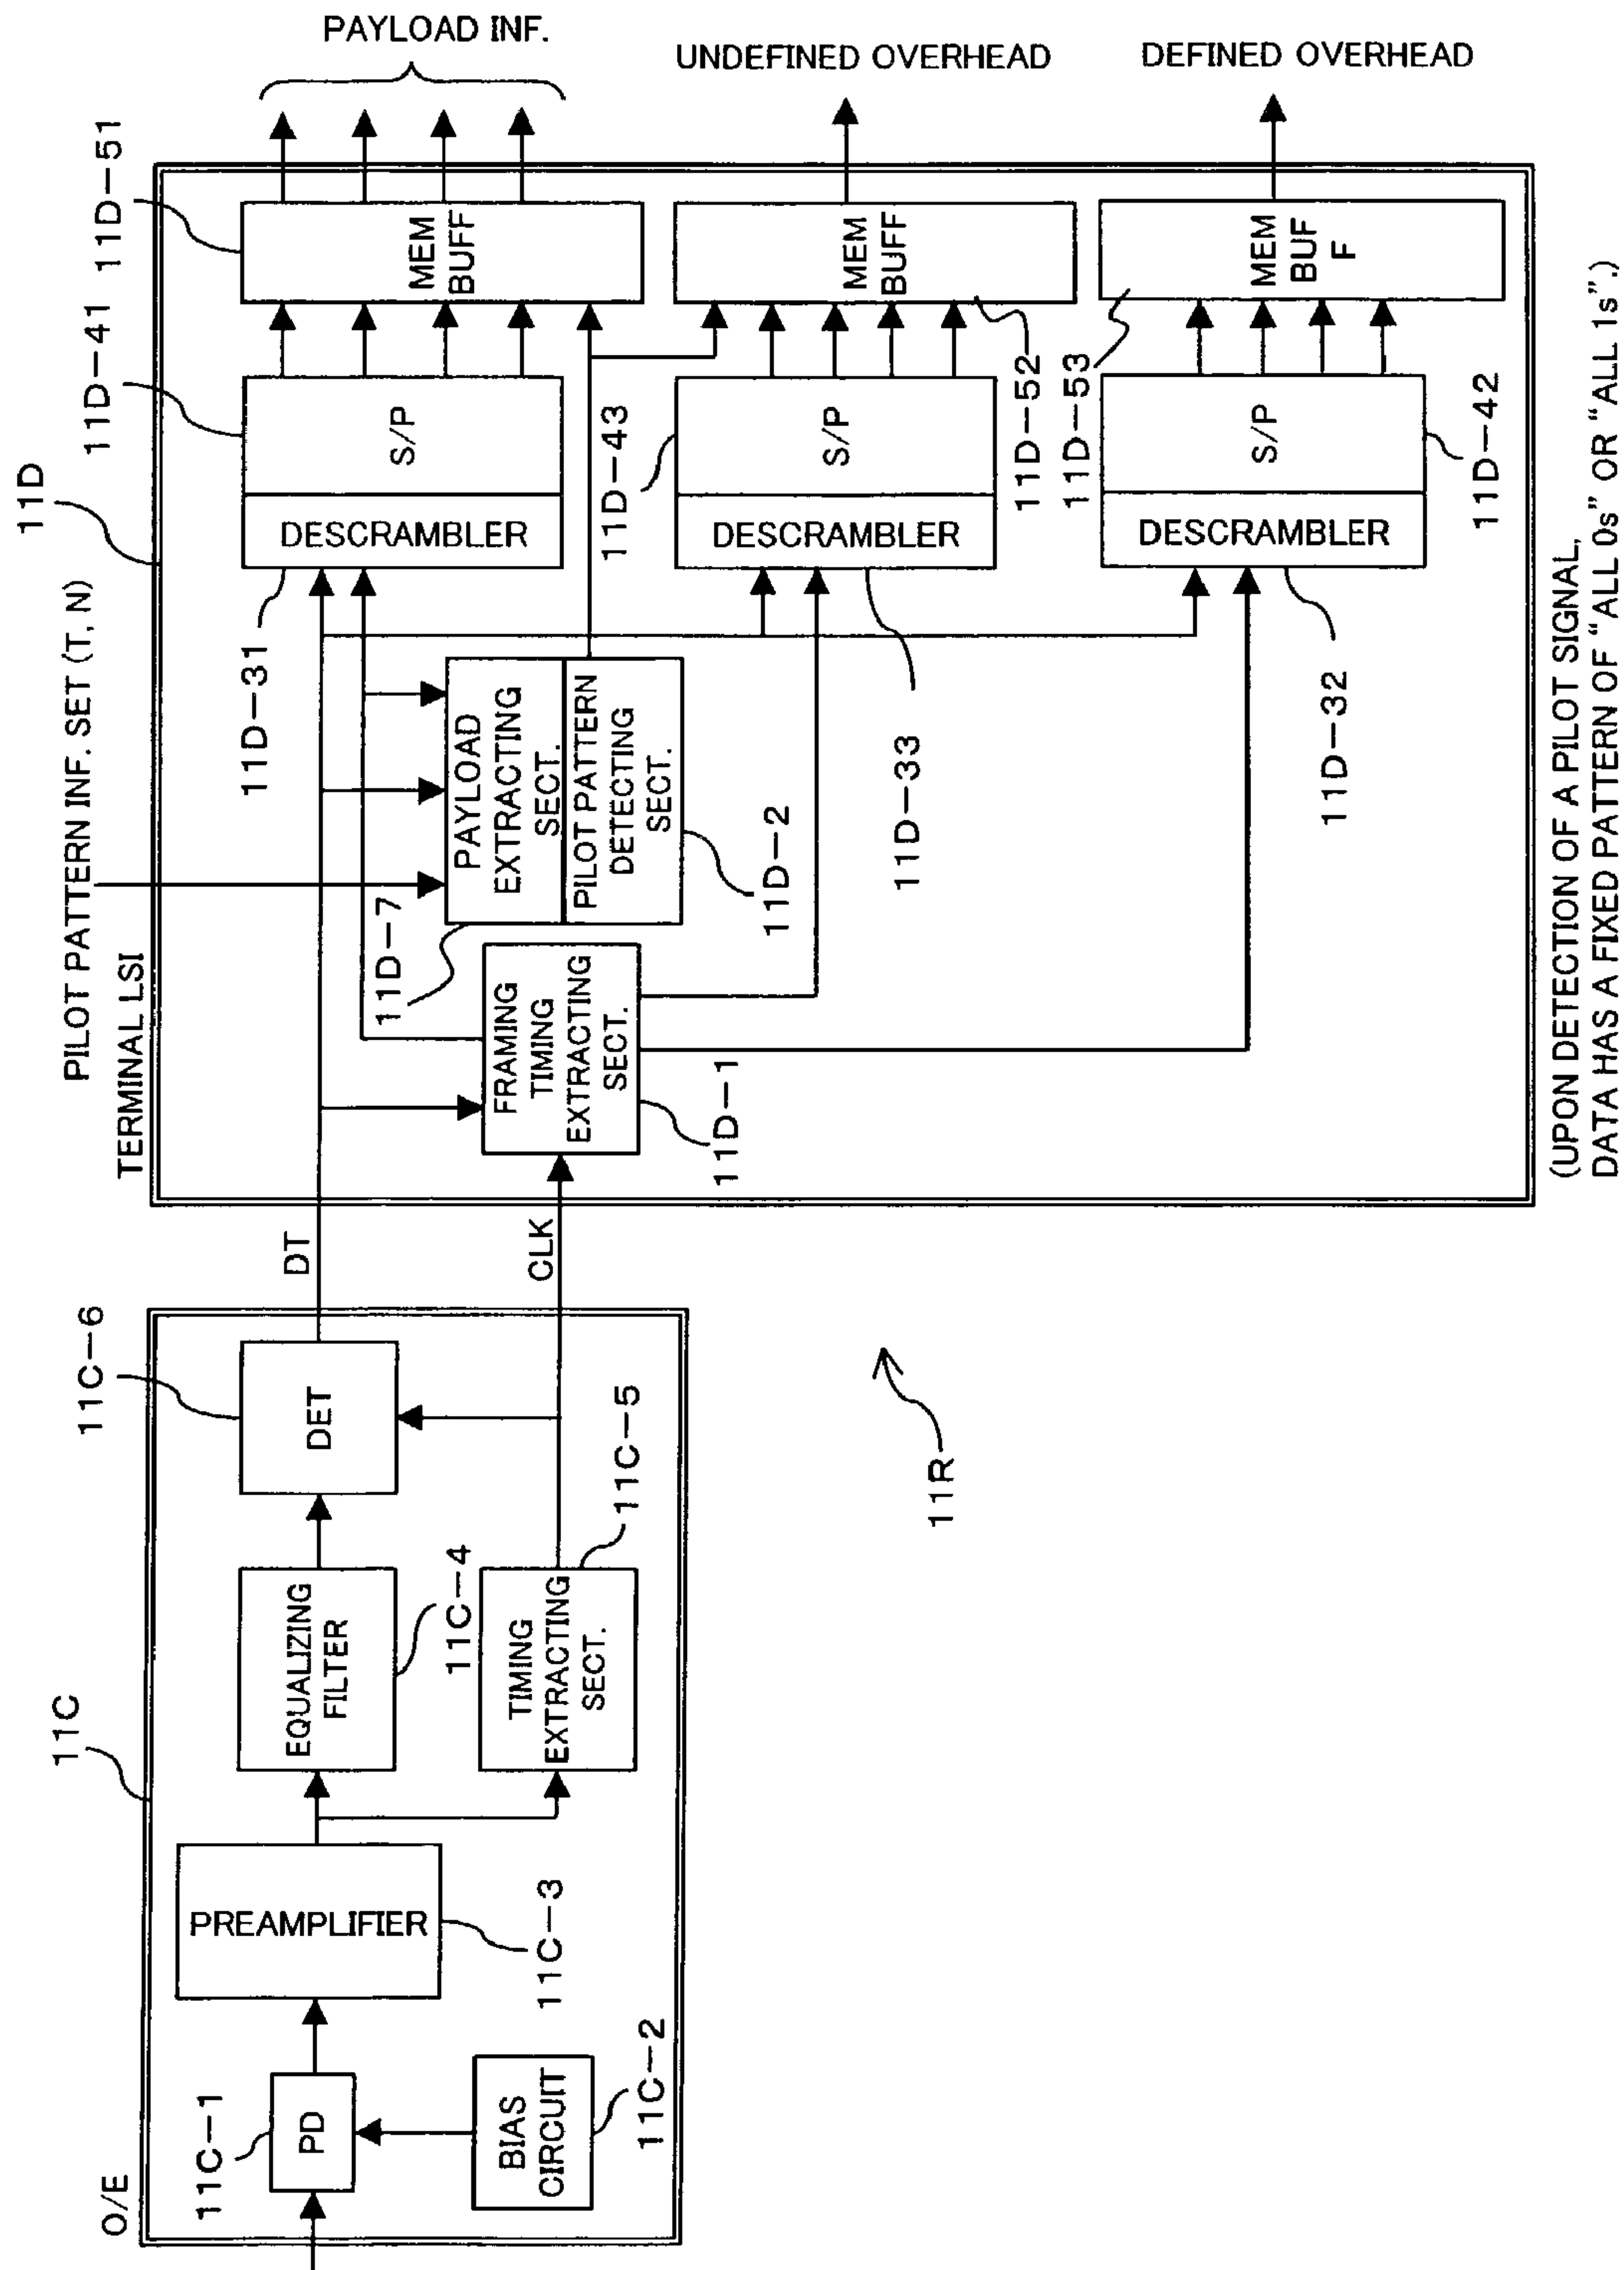 O/E
11C
11C-1
PD
BIAS
CIRCUIT
11C-2
PREAMPLIFIER
11C-3
EQUALIZING
FILTER
11C-4
TIMING
EXTRACTING
SECT.
11C-5
DET
11C-6
DT
CLK
11R
PILOT PATTERN INF. SET (T, N)
TERMINAL LSI
11D
FRAMING
TIMING
EXTRACTING
SECT.
11D-1
11D-7
PAYLOAD
EXTRACTING
SECT.
PILOT PATTERN
DETECTING
SECT.
11D-2
11D-31
DESCRAMBLER
S/P
11D-41
MEM
BUFF
11D-51
PAYLOAD INF.
11D-33
DESCRAMBLER
S/P
11D-43
MEM
BUFF
11D-52
UNDEFINED OVERHEAD
11D-32
DESCRAMBLER
S/P
11D-42
MEM
BUF
F
11D-53
DEFINED OVERHEAD
(UPON DETECTION OF A PILOT SIGNAL,
DATA HAS A FIXED PATTERN OF “ALL 0s” OR “ALL 1s”.)